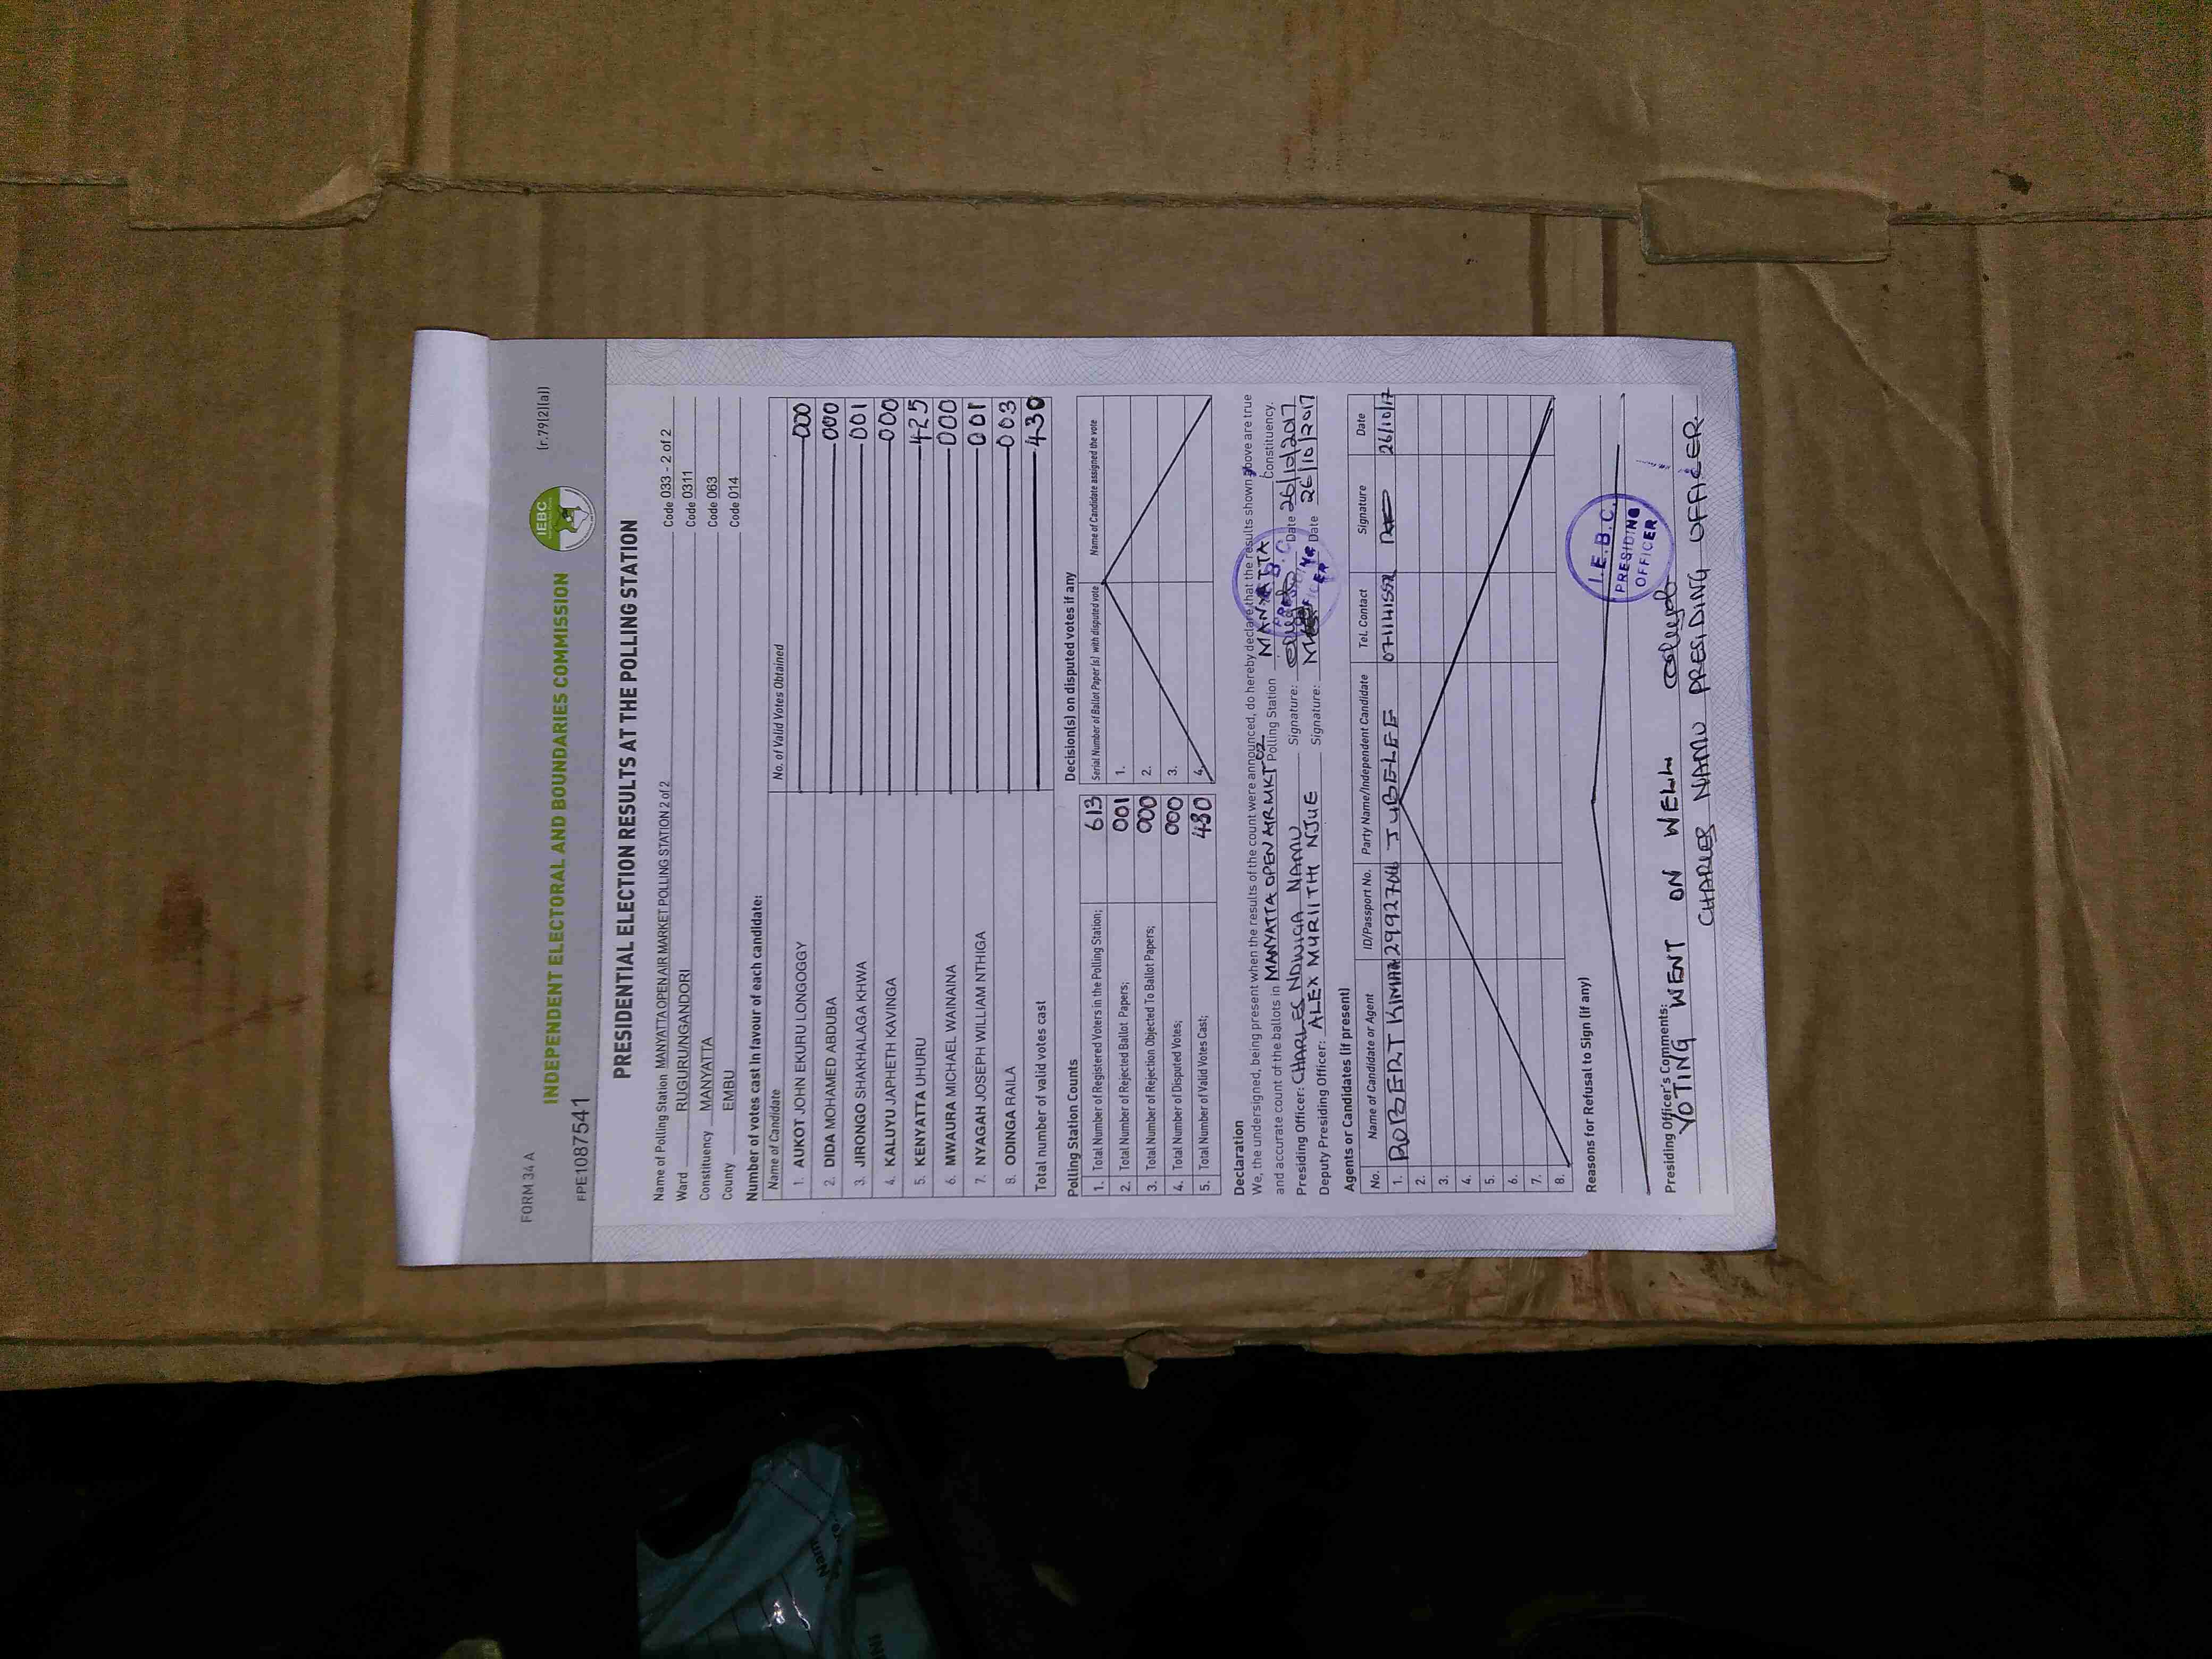 FORM 34 A
(r.79(2)(a))
IEBC
INDEPENDENT ELECTORAL AND BOUNDARIES COMMISSION
FPE1087541
PRESIDENTIAL ELECTION RESULTS AT THE POLLING STATION
Name of Polling Station MANYATTA OPEN AIR MARKET POLLING STATION 2 of 2 Code 033 - 2 of 2
Ward RUGURU/NGANDORI Code 0311
Constituency MANYATTA Code 063
County EMBU Code 014
Number of votes cast in favour of each candidate:
Name of Candidate No. of Valid Votes Obtained
1. AUKOT JOHN EKURU LONGOGGY 000
2. DIDA MOHAMED ABDUBA 000
3. JIRONGO SHAKHALAGA KHWA 001
4. KALUYU JAPHETH KAVINGA 000
5. KENYATTA UHURU 425
6. MWAURA MICHAEL WAINAINA 000
7. NYAGAH JOSEPH WILLIAM NTHIGA 001
8. ODINGA RAILA 003
Total number of valid votes cast 430
Polling Station Counts
1. Total Number of Registered Voters in the Polling Station; 613
2. Total Number of Rejected Ballot Papers; 001
3. Total Number of Rejection Objected To Ballot Papers; 000
4. Total Number of Disputed Votes; 000
5. Total Number of Valid Votes Cast; 430
Decision(s) on disputed votes if any
Serial Number of Ballot Paper (s) with disputed vote Name of Candidate assigned the vote
1.
2.
3.
4.
Declaration
We, the undersigned, being present when the results of the count were announced, do hereby declare that the results shown above are true
and accurate count of the ballots in MANYATTA OPEN AIR MKT 02 Polling Station MANYATTA Constituency.
Presiding Officer: CHARLES NDWIGA NAMU Signature: Date 26/10/2017
Deputy Presiding Officer: ALEX MURIITHI NJUE Signature: Date 26/10/2017
Agents or Candidates (if present)
No. Name of Candidate or Agent ID/Passport No. Party Name/Independent Candidate Tel. Contact Signature Date
1. ROBERT 2992704 JUBELEE 26/10/17
2.
3.
4.
5.
6.
7.
8.
Reasons for Refusal to Sign (if any)
I.E.B.C.
PRESIDING
OFFICER
Presiding Officer's Comments:
VOTING WENT ON WELL
CHARLES NAMU PRESIDING OFFICER